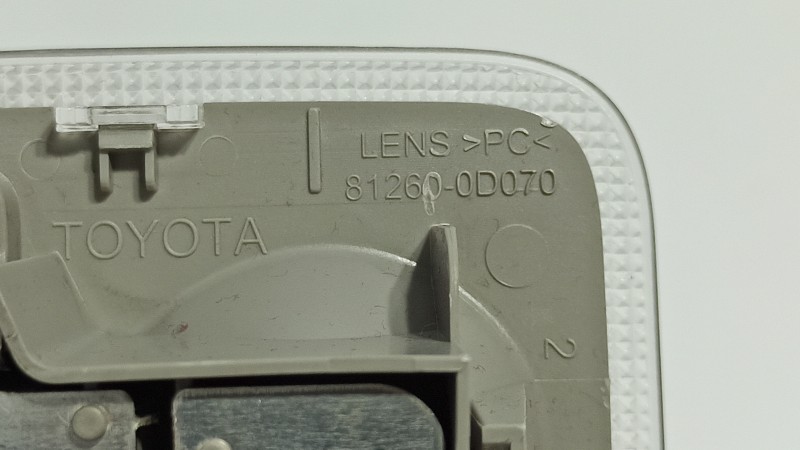 LENS >PC<
81260-0D070
TOYOTA
2